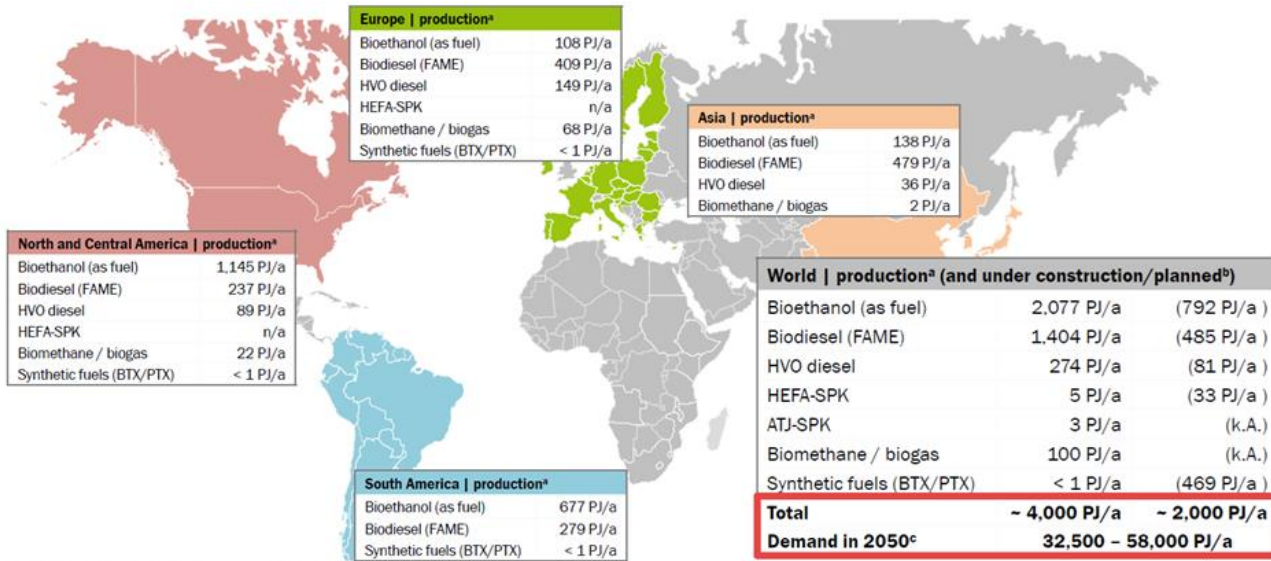 Europe | productionᵃ
Bioethanol (as fuel) 108 PJ/a
Biodiesel (FAME) 409 PJ/a
HVO diesel 149 PJ/a
HEFA-SPK n/a
Biomethane / biogas 68 PJ/a
Synthetic fuels (BTX/PTX) < 1 PJ/a
Asia | productionᵃ
Bioethanol (as fuel) 138 PJ/a
Biodiesel (FAME) 479 PJ/a
HVO diesel 36 PJ/a
Biomethane / biogas 2 PJ/a
North and Central America | productionᵃ
Bioethanol (as fuel) 1,145 PJ/a
Biodiesel (FAME) 237 PJ/a
HVO diesel 89 PJ/a
HEFA-SPK n/a
Biomethane / biogas 22 PJ/a
Synthetic fuels (BTX/PTX) < 1 PJ/a
World | productionᵃ (and under construction/plannedᵇ)
Bioethanol (as fuel) 2,077 PJ/a (792 PJ/a )
Biodiesel (FAME) 1,404 PJ/a (485 PJ/a )
HVO diesel 274 PJ/a (81 PJ/a )
HEFA-SPK 5 PJ/a (33 PJ/a )
ATJ-SPK 3 PJ/a (k.A.)
Biomethane / biogas 100 PJ/a (k.A.)
Synthetic fuels (BTX/PTX) < 1 PJ/a (469 PJ/a )
Total ~ 4,000 PJ/a ~ 2,000 PJ/a
Demand in 2050ᶜ 32,500 – 58,000 PJ/a
South America | productionᵃ
Bioethanol (as fuel) 677 PJ/a
Biodiesel (FAME) 279 PJ/a
Synthetic fuels (BTX/PTX) < 1 PJ/a